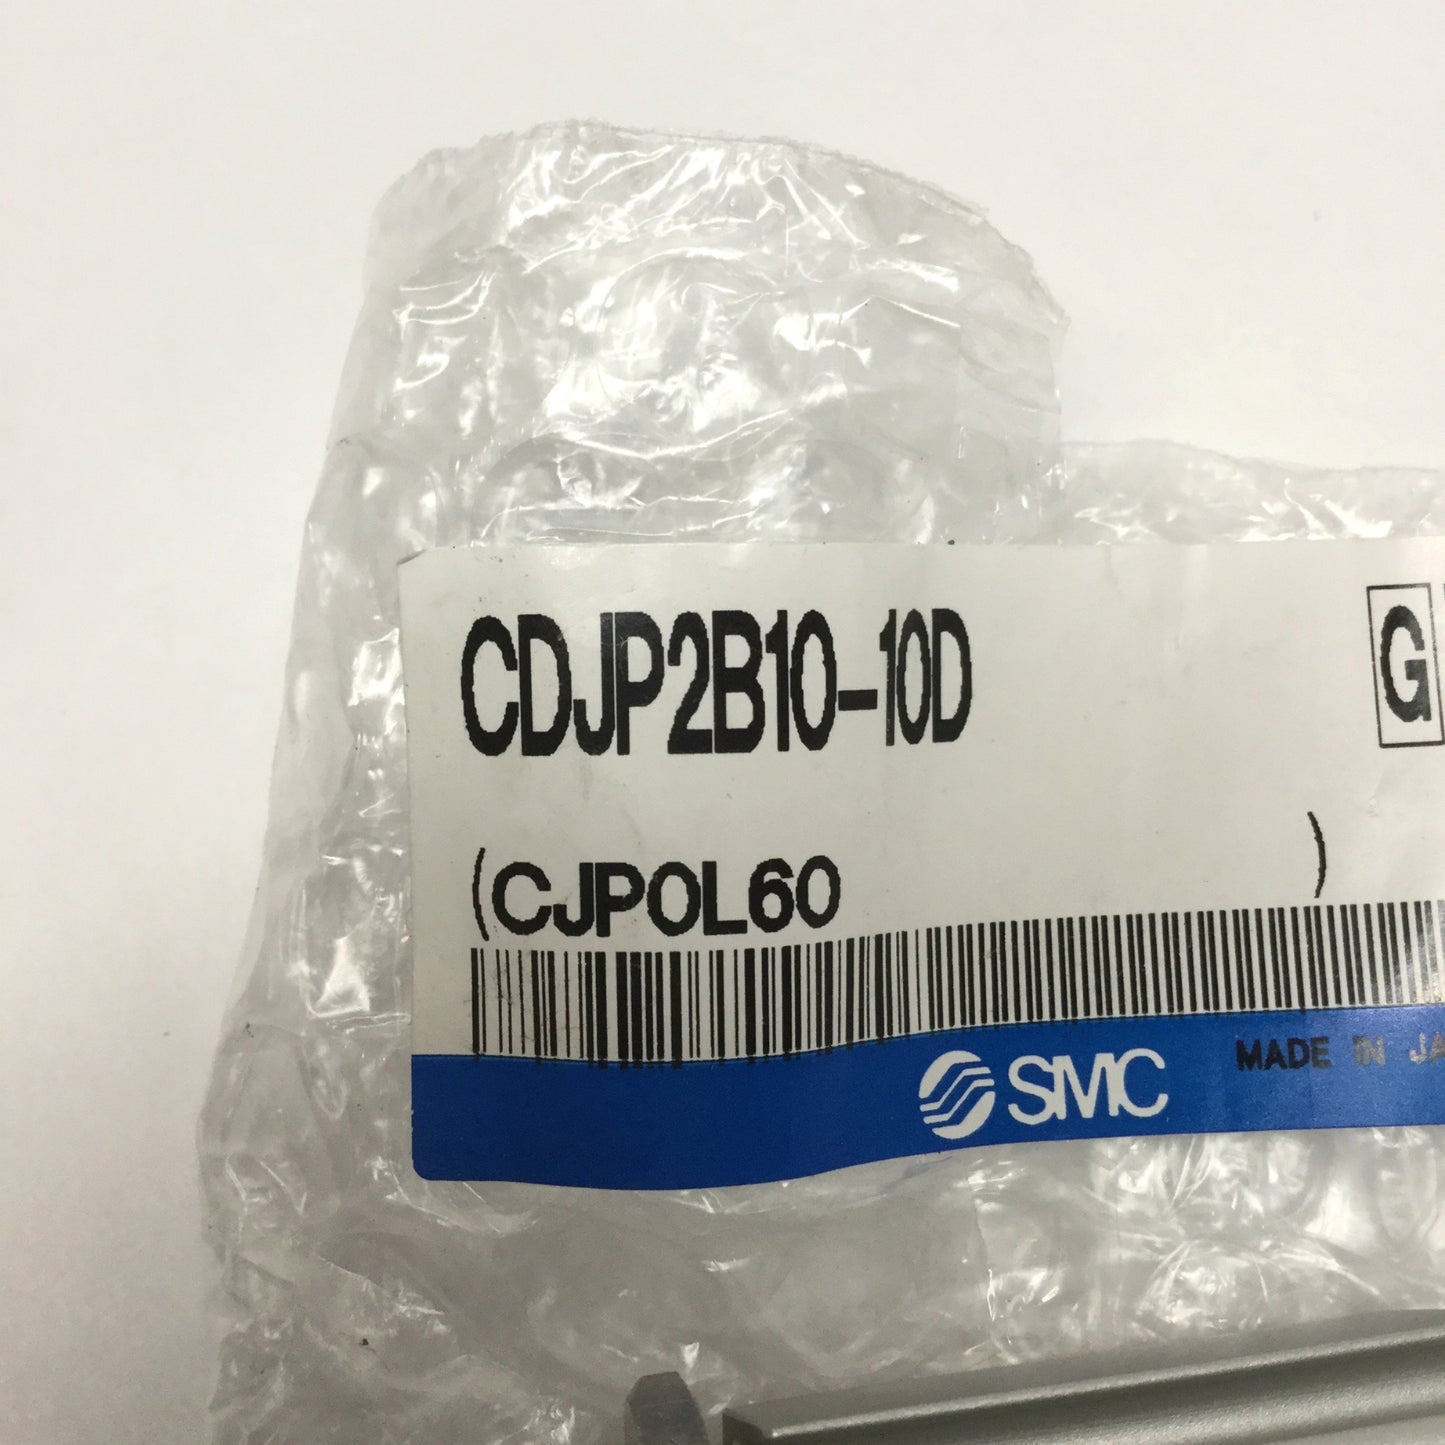 CDJP2B10-10D G
(CJPOL60 )
SMC MADE IN JA